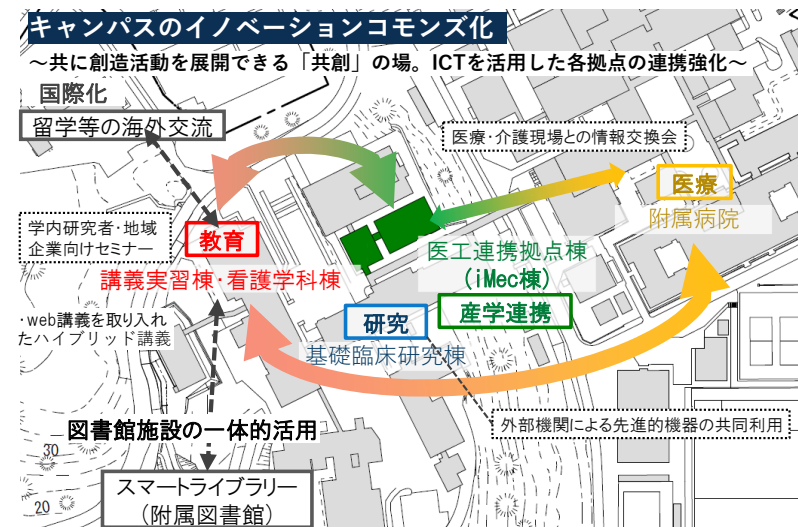 キャンパスのイノベーションコモンズ化
～共に創造活動を展開できる「共創」の場。ICTを活用した各拠点の連携強化～
国際化
留学等の海外交流
医療・介護現場との情報交換会
医療
附属病院
学内研究者・地域
企業向けセミナー
教育
講義実習棟・看護学科棟
医工連携拠点棟
（iMec棟）
産学連携
・web講義を取り入れ
たハイブリッド講義
研究
基礎臨床研究棟
図書館施設の一体的活用
外部機関による先進的機器の共同利用
30
スマートライブラリー
（附属図書館）
20